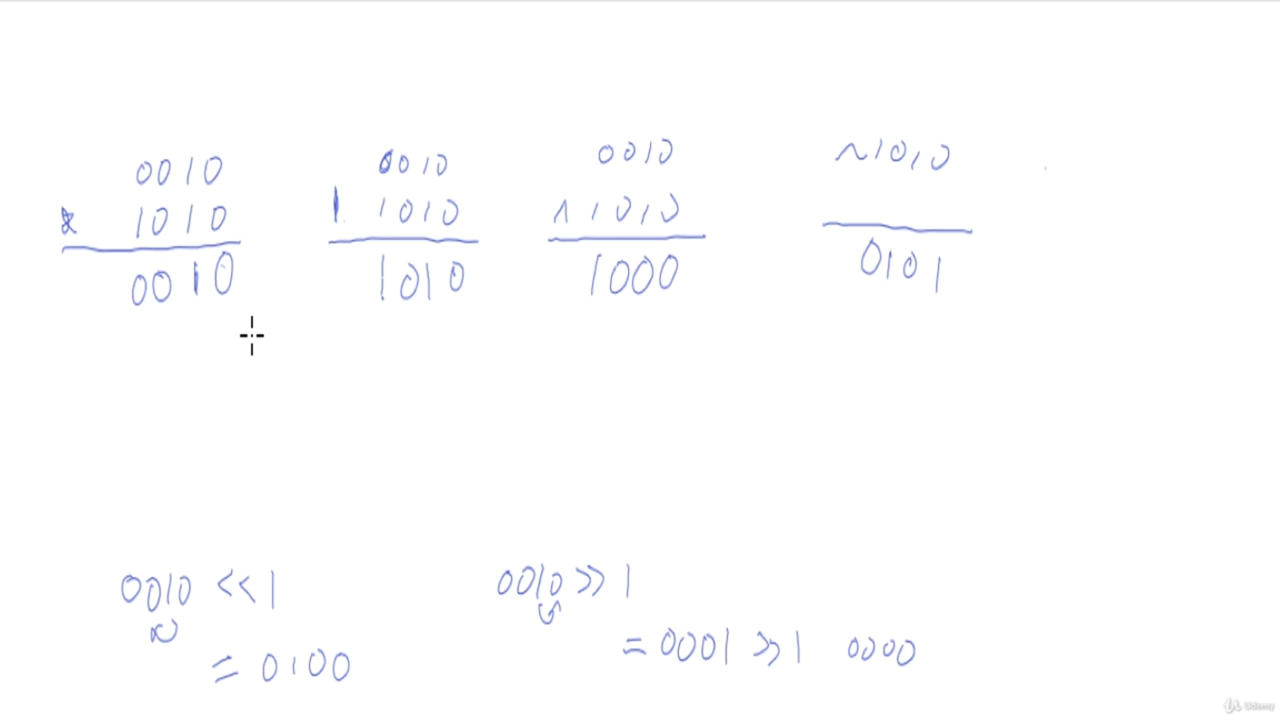 0010 0010 0010 ~1010
& 1010 | 1010 ^ 1010
0010 1010 1000 0101
0010 << 1 0010 >> 1
= 0100 = 0001 >> 1 0000
Udemy